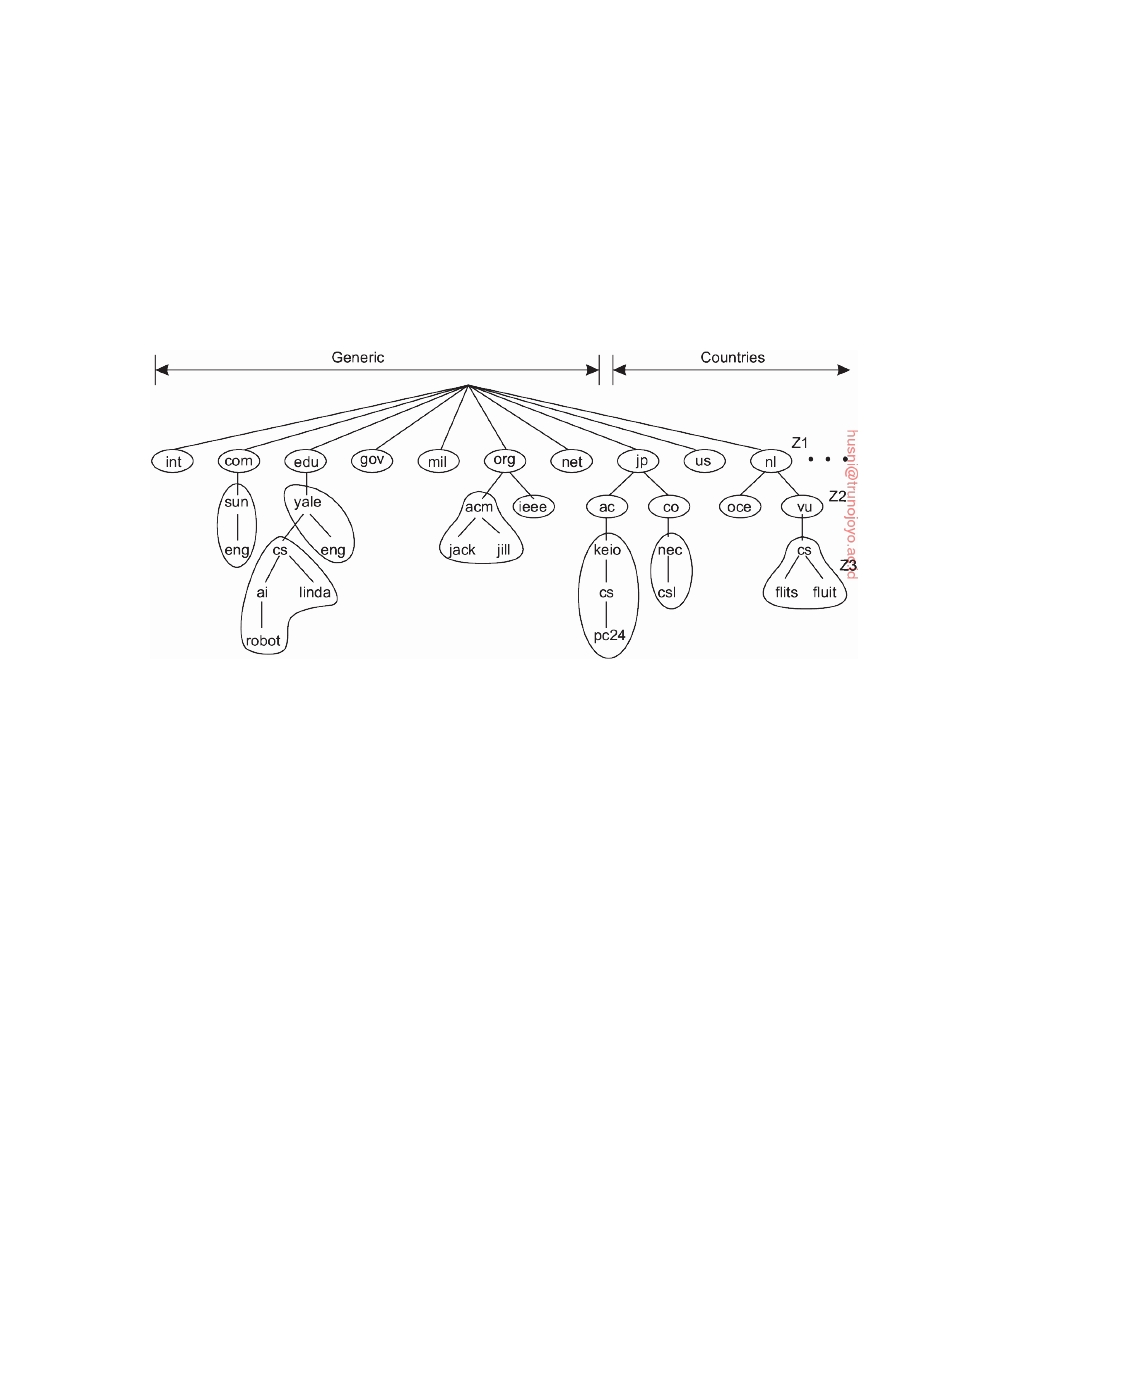 Generic Countries
Z1
int com edu gov mil org net jp us nl
Z2
sun yale acm ieee ac co oce vu
eng cs eng jack jill keio nec cs
Z3
ai linda cs csl flits fluit
robot pc24